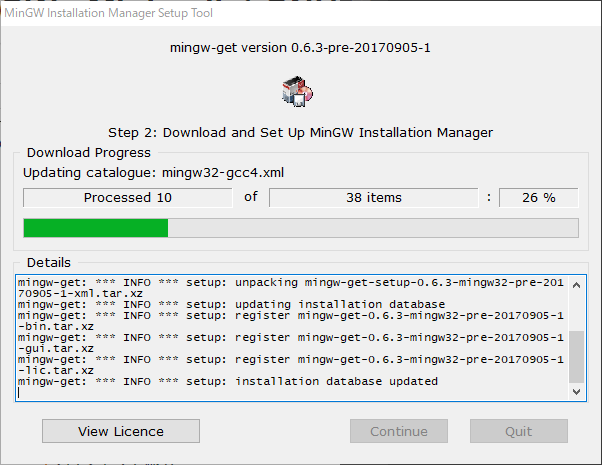 MinGW Installation Manager Setup Tool
mingw-get version 0.6.3-pre-20170905-1
Step 2: Download and Set Up MinGW Installation Manager
Download Progress
Updating catalogue: mingw32-gcc4.xml
Processed 10 of 38 items : 26 %
Details
mingw-get: *** INFO *** setup: unpacking mingw-get-setup-0.6.3-mingw32-pre-201
70905-1-xml.tar.xz
mingw-get: *** INFO *** setup: updating installation database
mingw-get: *** INFO *** setup: register mingw-get-0.6.3-mingw32-pre-20170905-1
-bin.tar.xz
mingw-get: *** INFO *** setup: register mingw-get-0.6.3-mingw32-pre-20170905-1
-gui.tar.xz
mingw-get: *** INFO *** setup: register mingw-get-0.6.3-mingw32-pre-20170905-1
-lic.tar.xz
mingw-get: *** INFO *** setup: installation database updated
View Licence Continue Quit